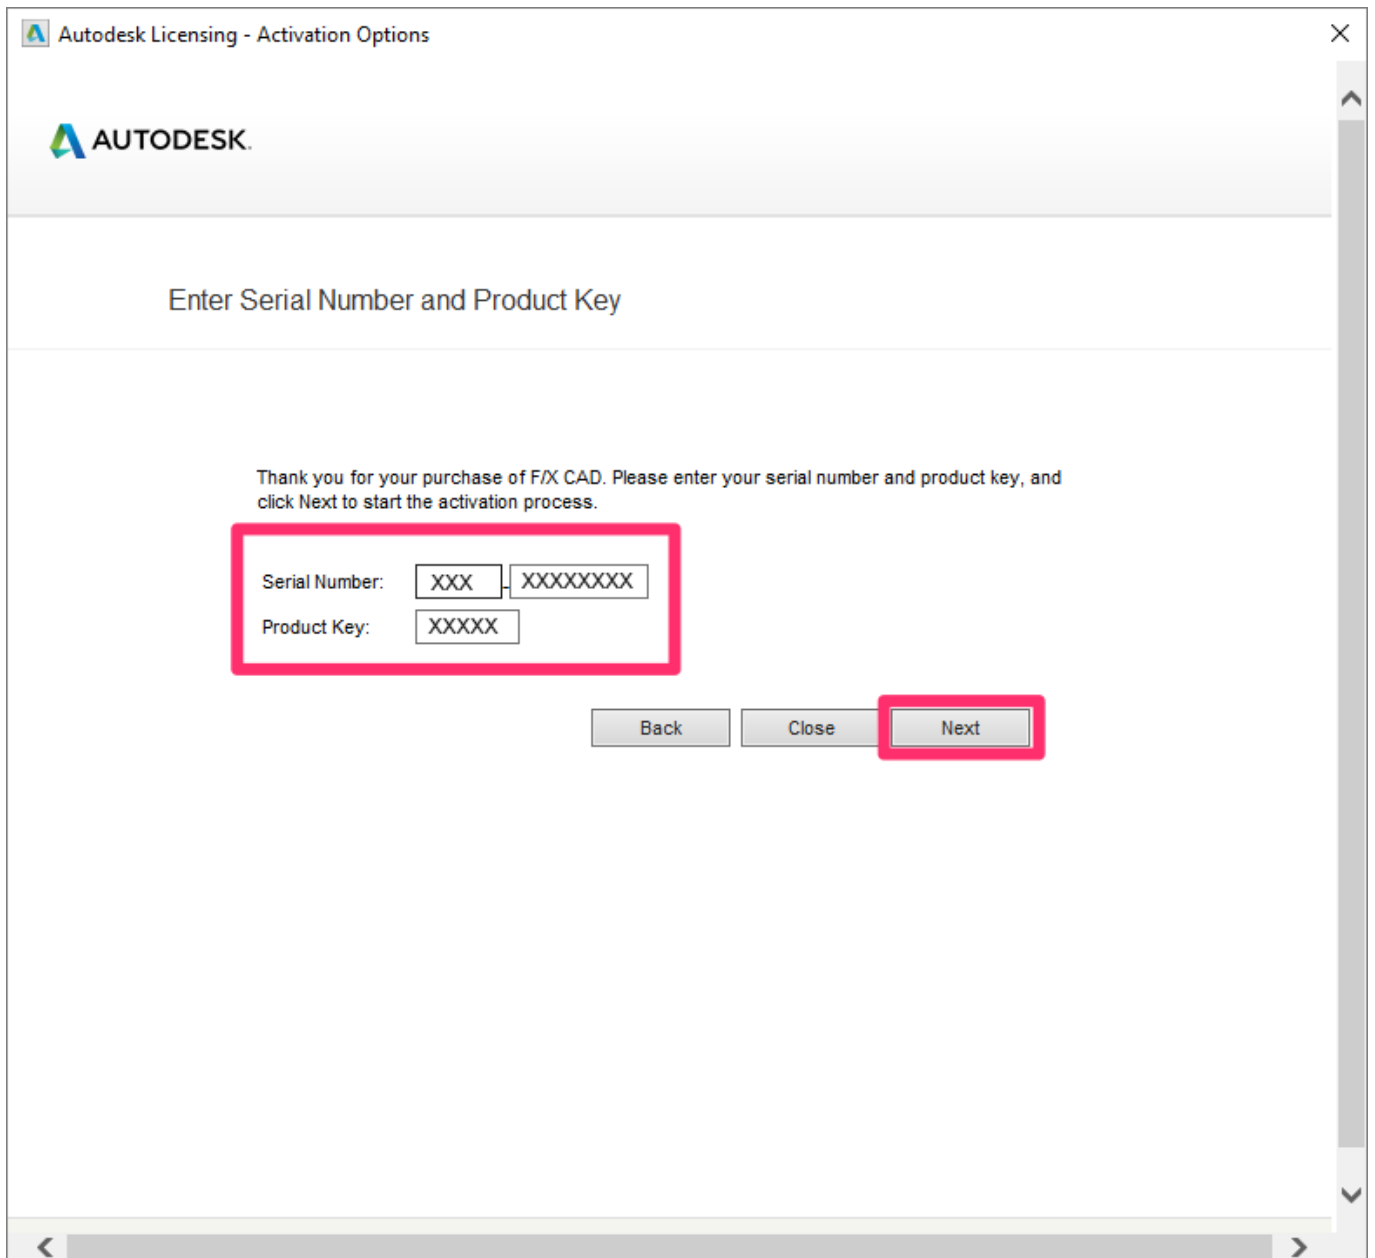 Autodesk Licensing - Activation Options
AUTODESK.
Enter Serial Number and Product Key
Thank you for your purchase of F/X CAD. Please enter your serial number and product key, and
click Next to start the activation process.
Serial Number: XXX - XXXXXXXX
Product Key: XXXXX
Back Close Next